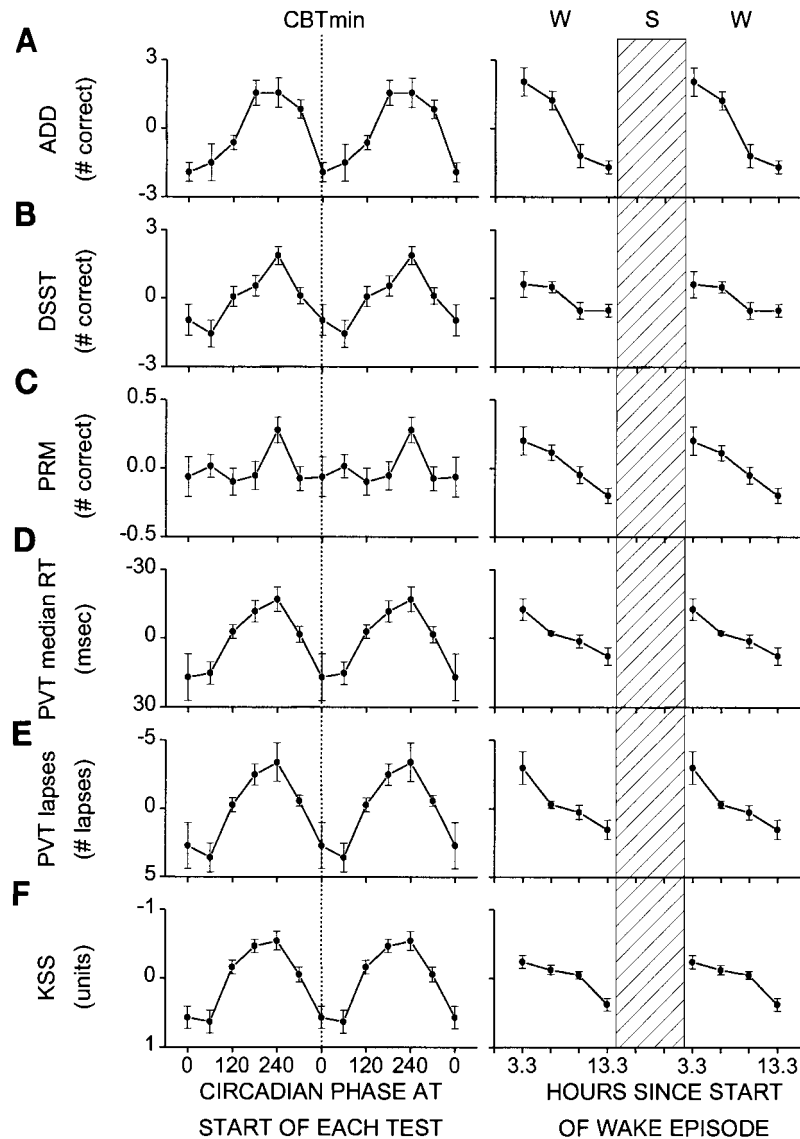 CBTmin W S W
A
ADD
(# correct)
3
0
-3
B
DSST
(# correct)
3
0
-3
C
PRM
(# correct)
0.5
0.0
-0.5
D
PVT median RT
(msec)
-30
0
30
E
PVT lapses
(# lapses)
-5
0
5
F
KSS
(units)
-1
0
1
0 120 240 0 120 240 0
CIRCADIAN PHASE AT
START OF EACH TEST
3.3 13.3 3.3 13.3
HOURS SINCE START
OF WAKE EPISODE